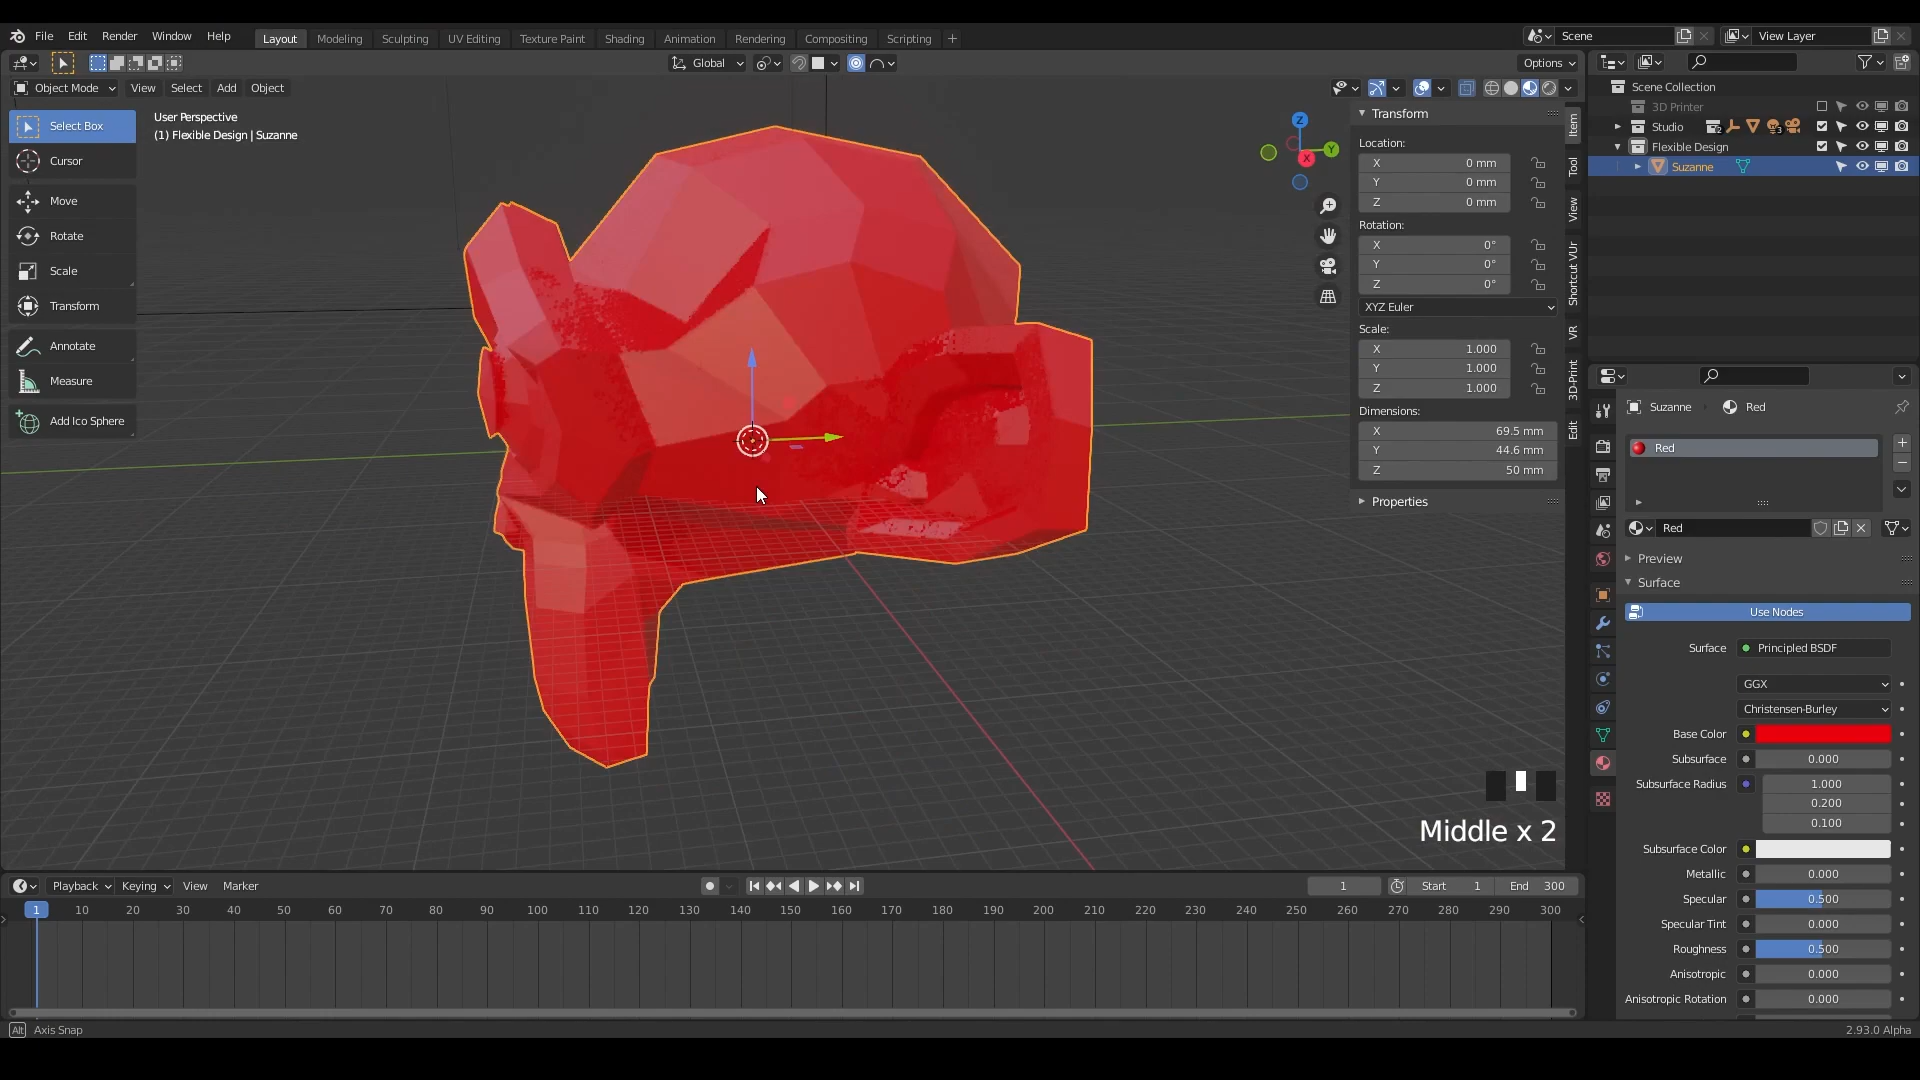 File Edit Render Window Help Layout Modeling Sculpting UV Editing Texture Paint Shading Animation Rendering Compositing Scripting + Scene View Layer
Global Options
Object Mode View Select Add Object
User Perspective
(1) Flexible Design | Suzanne
Select Box
Cursor
Move
Rotate
Scale
Transform
Annotate
Measure
Add Ico Sphere
Z
Y
X
Transform
Location:
X 0 mm
Y 0 mm
Z 0 mm
Rotation:
X 0°
Y 0°
Z 0°
XYZ Euler
Scale:
X 1.000
Y 1.000
Z 1.000
Dimensions:
X 69.5 mm
Y 44.6 mm
Z 50 mm
Properties
Item
Tool
View
Shortcut VUr
VR
3D-Print
Edit
Scene Collection
3D Printer
Studio 2 3
Flexible Design
Suzanne
Suzanne Red
Red
Red
Preview
Surface
Use Nodes
Surface Principled BSDF
GGX
Christensen-Burley
Base Color
Subsurface 0.000
Subsurface Radius 1.000
0.200
0.100
Subsurface Color
Metallic 0.000
Specular 0.500
Specular Tint 0.000
Roughness 0.500
Anisotropic 0.000
Anisotropic Rotation 0.000
Middle x 2
Playback Keying View Marker 1 Start 1 End 300
1 10 20 30 40 50 60 70 80 90 100 110 120 130 140 150 160 170 180 190 200 210 220 230 240 250 260 270 280 290 300
Alt Axis Snap 2.93.0 Alpha